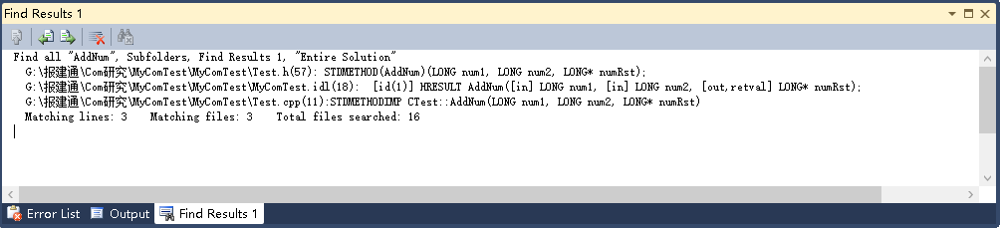 Find Results 1
Find all "AddNum", Subfolders, Find Results 1, "Entire Solution"
G:\报建通\Com研究\MyComTest\MyComTest\Test.h(57): STDMETHOD(AddNum)(LONG num1, LONG num2, LONG* numRst);
G:\报建通\Com研究\MyComTest\MyComTest\MyComTest.idl(18): [id(1)] HRESULT AddNum([in] LONG num1, [in] LONG num2, [out,retval] LONG* numRst);
G:\报建通\Com研究\MyComTest\MyComTest\Test.cpp(11):STDMETHODIMP CTest::AddNum(LONG num1, LONG num2, LONG* numRst)
Matching lines: 3    Matching files: 3    Total files searched: 16
Error List Output Find Results 1